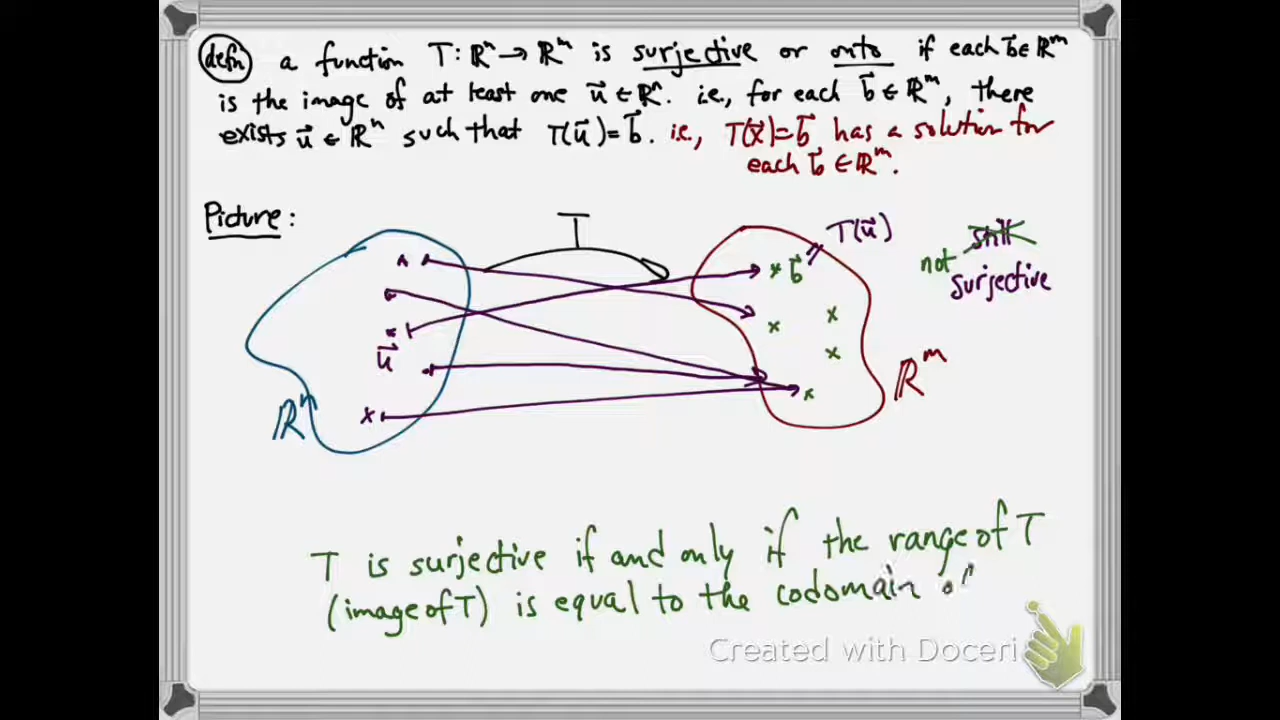 defn a function T: ℝⁿ → ℝᵐ is surjective or onto if each b⃗ ∈ ℝᵐ
is the image of at least one u⃗ ∈ ℝⁿ. i.e., for each b⃗ ∈ ℝᵐ, there
exists u⃗ ∈ ℝⁿ such that T(u⃗) = b⃗. i.e., T(x⃗) = b⃗ has a solution for
each b⃗ ∈ ℝᵐ.
Picture:
T
T(u⃗)
b⃗
not still
surjective
u⃗
ℝⁿ
ℝᵐ
T is surjective if and only if the range of T
(image of T) is equal to the codomain
Created with Doceri